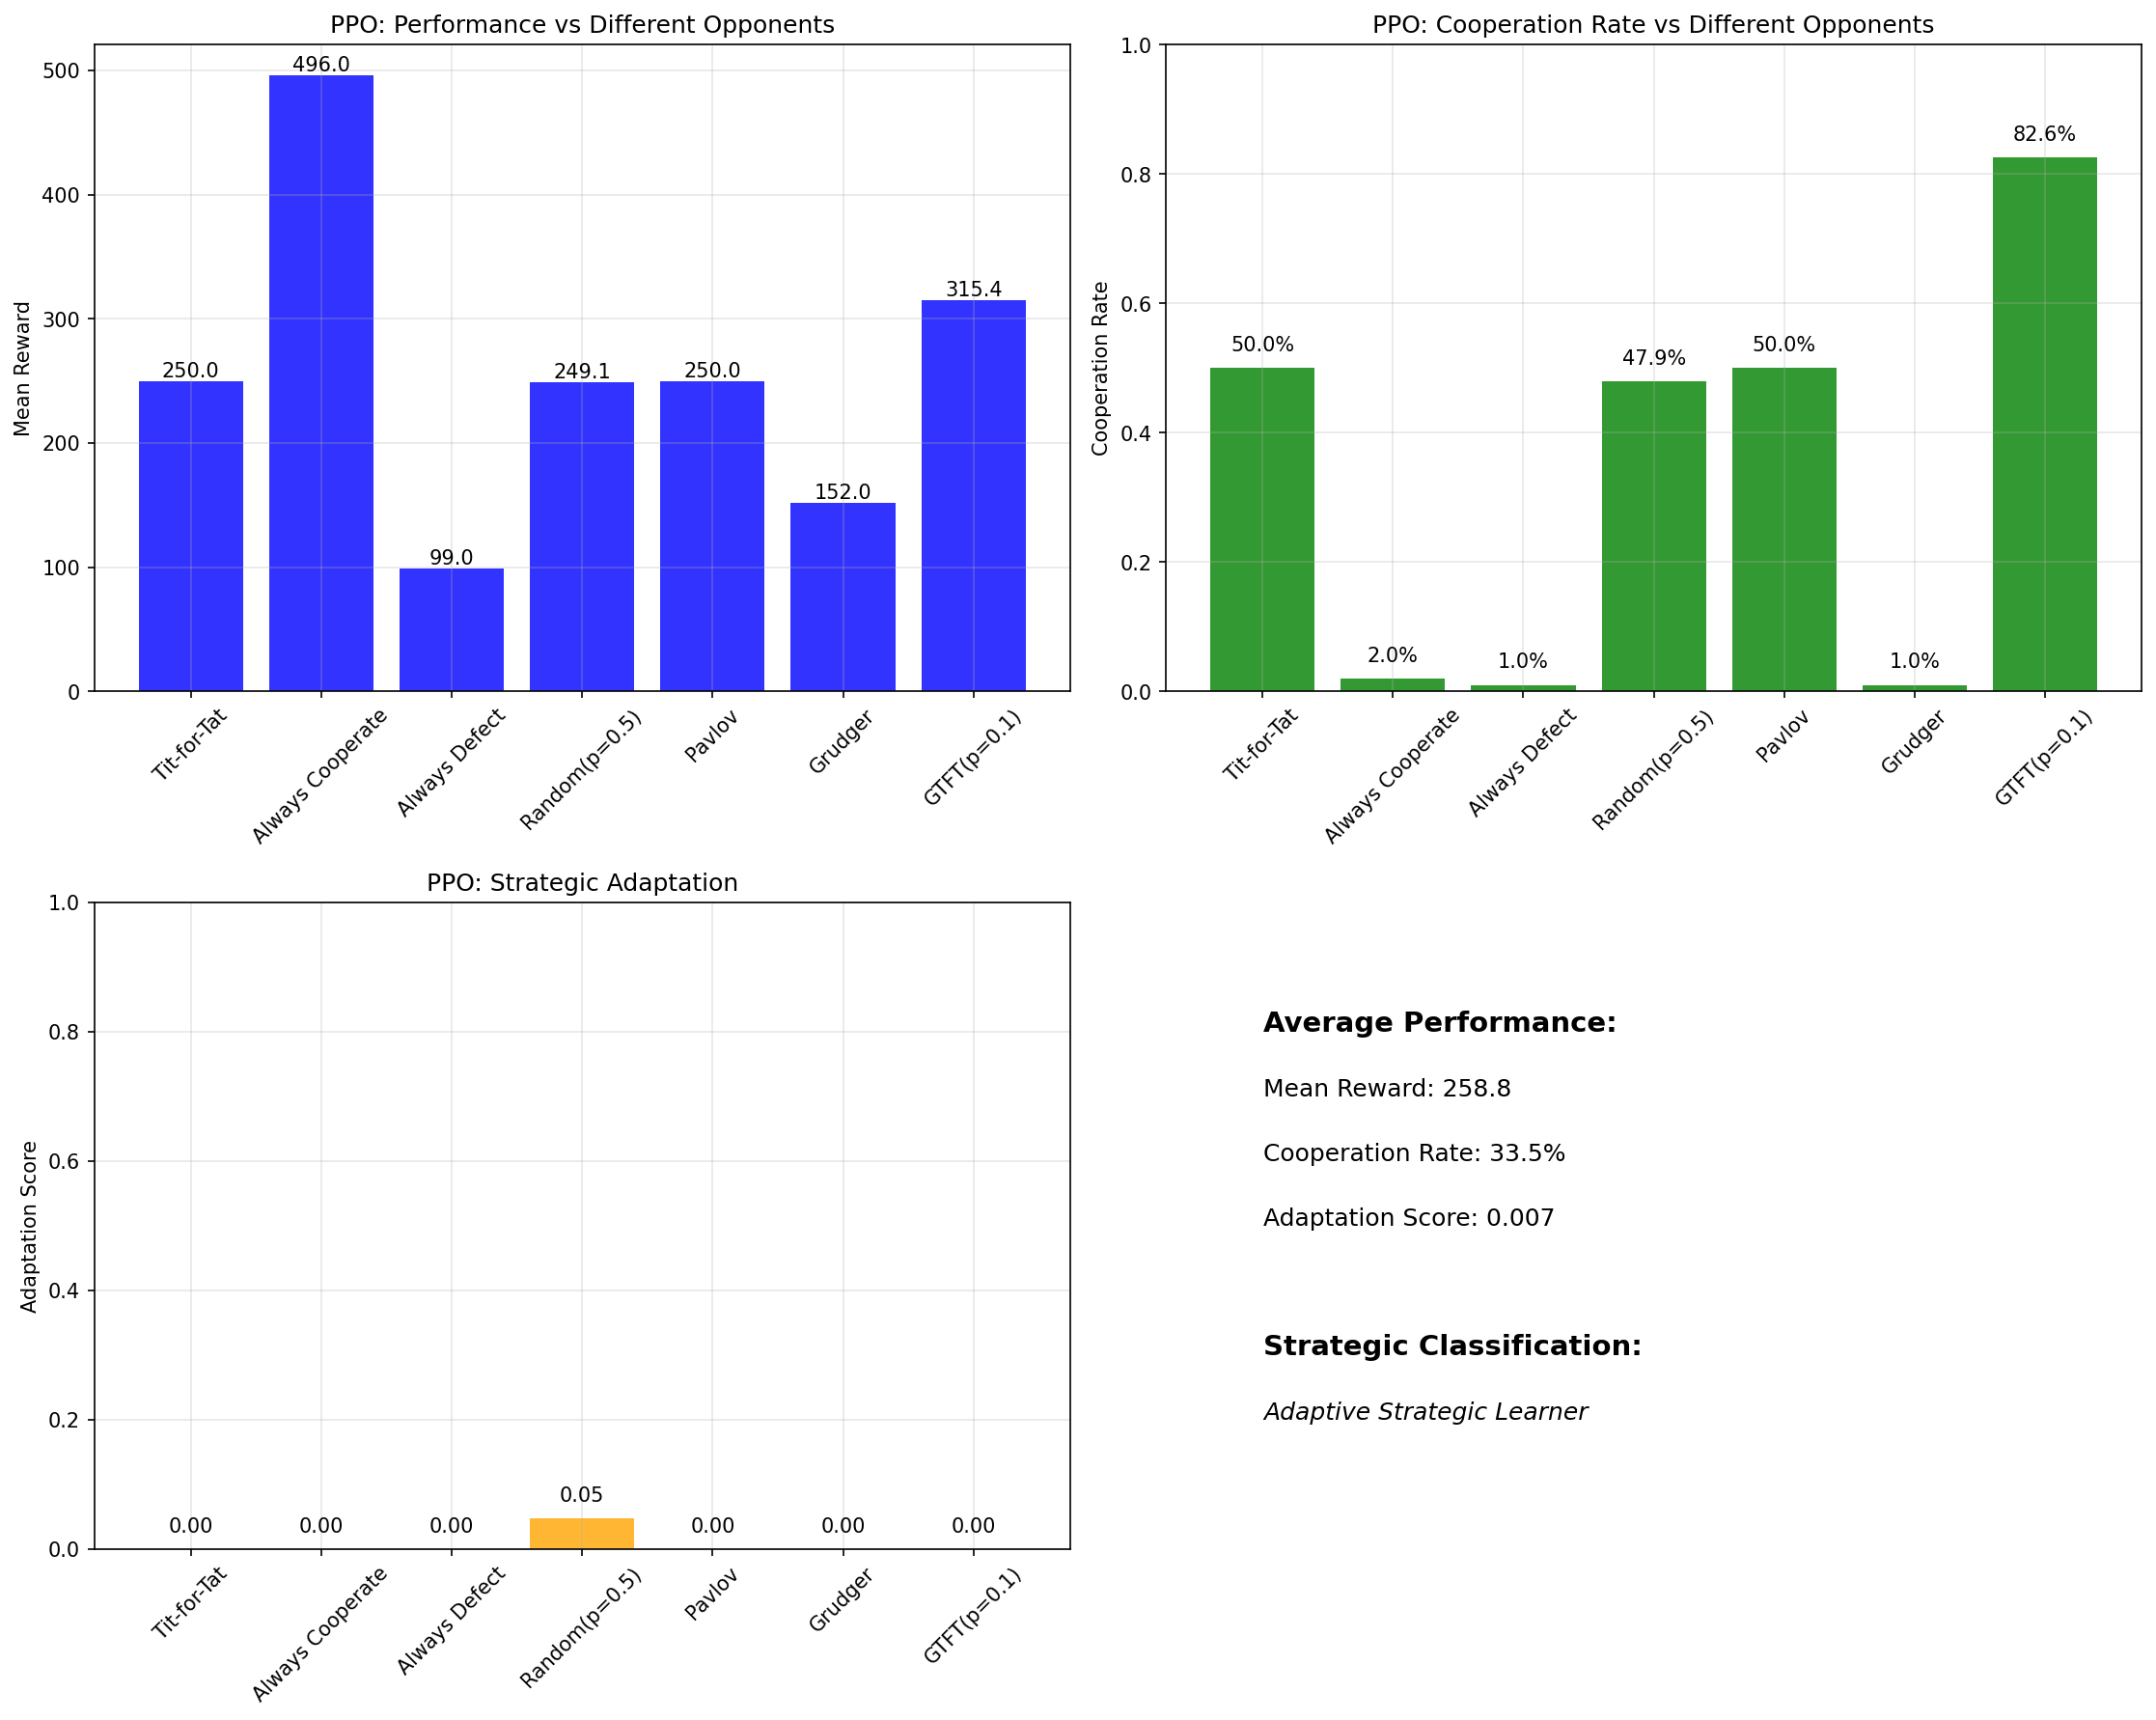 PPO: Performance vs Different Opponents
Mean Reward
500
400
300
200
100
0
250.0
496.0
99.0
249.1
250.0
152.0
315.4
Tit-for-Tat
Always Cooperate
Always Defect
Random(p=0.5)
Pavlov
Grudger
GTFT(p=0.1)
PPO: Cooperation Rate vs Different Opponents
Cooperation Rate
1.0
0.8
0.6
0.4
0.2
0.0
50.0%
2.0%
1.0%
47.9%
50.0%
1.0%
82.6%
Tit-for-Tat
Always Cooperate
Always Defect
Random(p=0.5)
Pavlov
Grudger
GTFT(p=0.1)
PPO: Strategic Adaptation
Adaptation Score
1.0
0.8
0.6
0.4
0.2
0.0
0.00
0.00
0.00
0.05
0.00
0.00
0.00
Tit-for-Tat
Always Cooperate
Always Defect
Random(p=0.5)
Pavlov
Grudger
GTFT(p=0.1)
Average Performance:
Mean Reward: 258.8
Cooperation Rate: 33.5%
Adaptation Score: 0.007
Strategic Classification:
Adaptive Strategic Learner